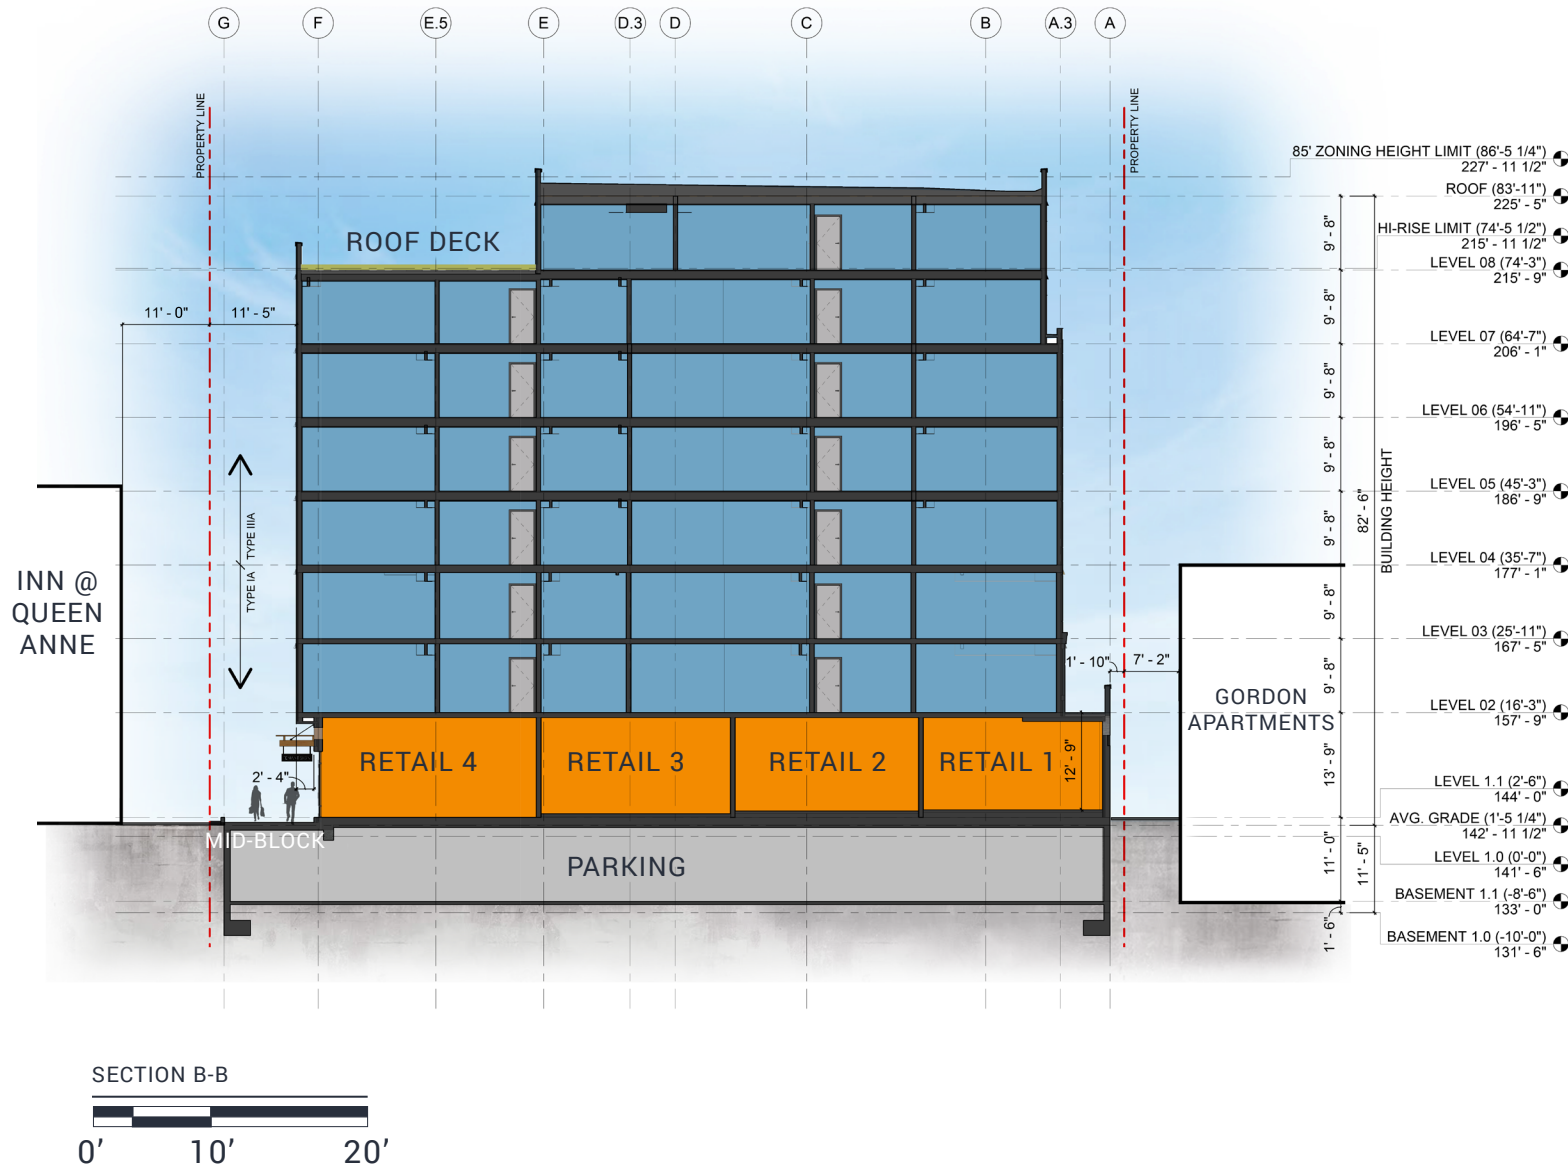 G F E.5 E D.3 D C B A.3 A
PROPERTY LINE
PROPERTY LINE
85' ZONING HEIGHT LIMIT (86'-5 1/4")
227' - 11 1/2"
ROOF (83'-11")
225' - 5"
HI-RISE LIMIT (74'-5 1/2")
215' - 11 1/2"
LEVEL 08 (74'-3")
215' - 9"
LEVEL 07 (64'-7")
206' - 1"
LEVEL 06 (54'-11")
196' - 5"
LEVEL 05 (45'-3")
186' - 9"
LEVEL 04 (35'-7")
177' - 1"
LEVEL 03 (25'-11")
167' - 5"
LEVEL 02 (16'-3")
157' - 9"
LEVEL 1.1 (2'-6")
144' - 0"
AVG. GRADE (1'-5 1/4")
142' - 11 1/2"
LEVEL 1.0 (0'-0")
141' - 6"
BASEMENT 1.1 (-8'-6")
133' - 0"
BASEMENT 1.0 (-10'-0")
131' - 6"
9' - 8"
9' - 8"
9' - 8"
9' - 8"
9' - 8"
9' - 8"
9' - 8"
13' - 9"
11' - 0"
1' - 6"
82' - 6"
BUILDING HEIGHT
11' - 5"
ROOF DECK
11' - 0"
11' - 5"
TYPE IIIA
TYPE IA
INN @
QUEEN
ANNE
1' - 10"
7' - 2"
GORDON
APARTMENTS
RETAIL 4
RETAIL 3
RETAIL 2
RETAIL 1
12' - 9"
2' - 4"
MID-BLOCK
PARKING
SECTION B-B
0' 10' 20'